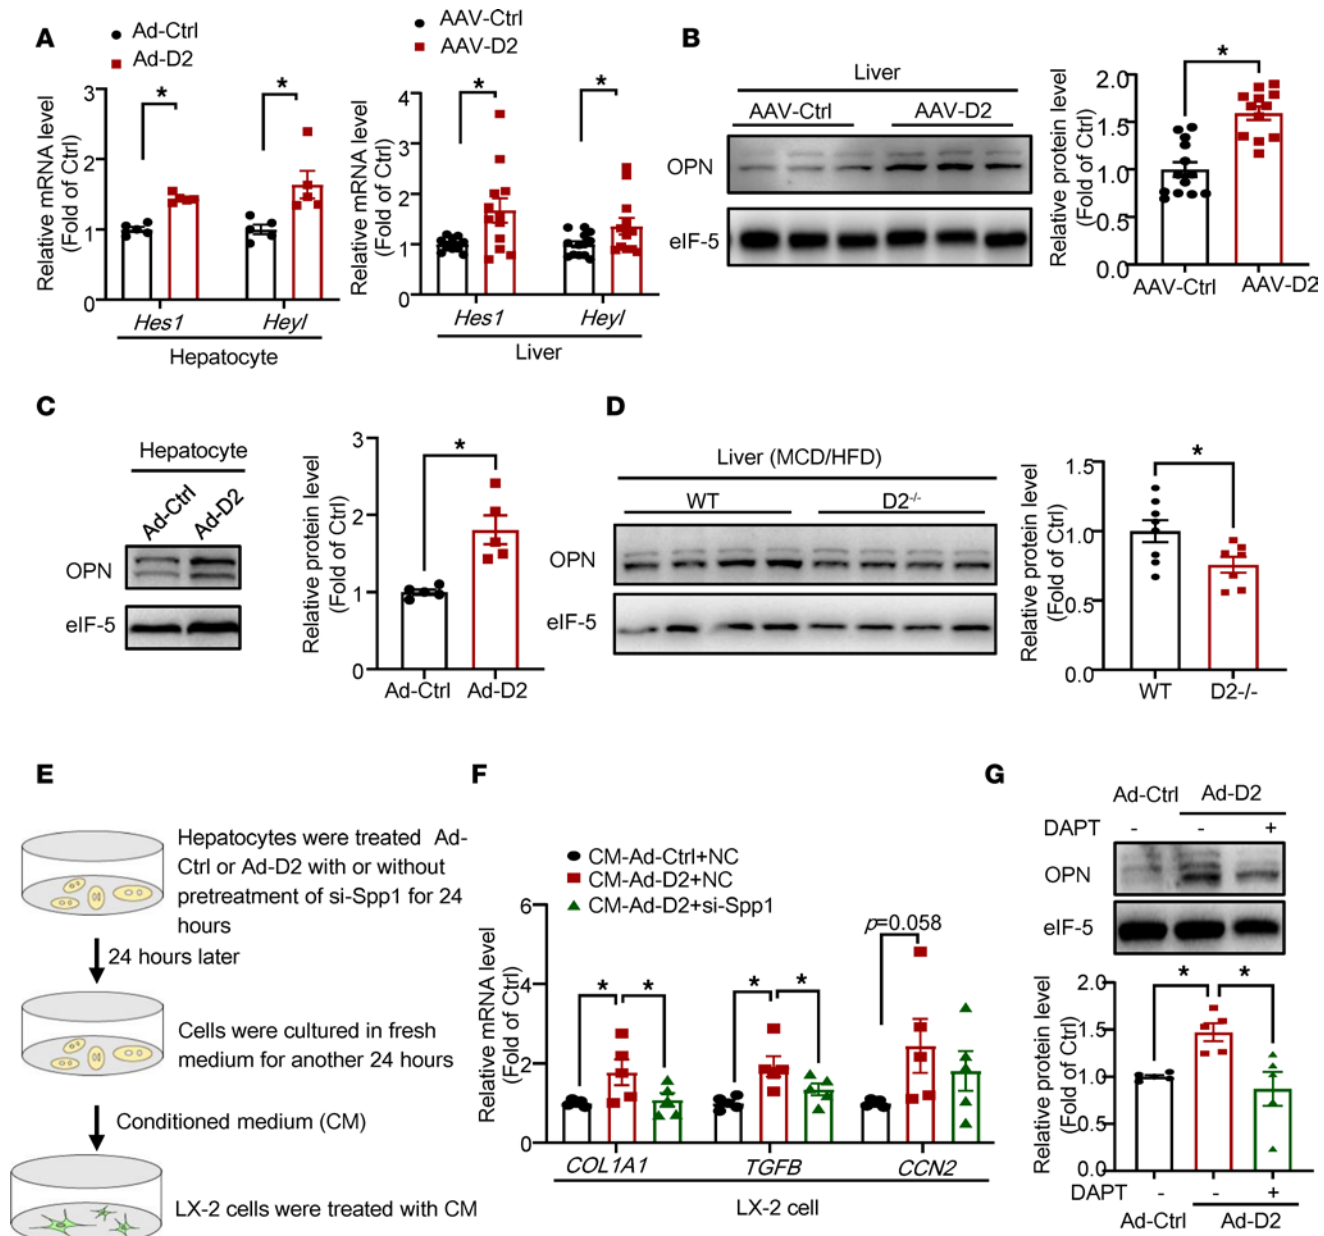 A
Ad-Ctrl
Ad-D2
AAV-Ctrl
AAV-D2
Relative mRNA level
(Fold of Ctrl)
3
2
1
0
*
*
Hes1
Heyl
Hepatocyte
Relative mRNA level
(Fold of Ctrl)
4
3
2
1
0
*
*
Hes1
Heyl
Liver
B
Liver
AAV-Ctrl
AAV-D2
OPN
eIF-5
Relative protein level
(Fold of Ctrl)
2.0
1.5
1.0
0.5
0.0
*
AAV-Ctrl
AAV-D2
C
Hepatocyte
Ad-Ctrl
Ad-D2
OPN
eIF-5
Relative protein level
(Fold of Ctrl)
3
2
1
0
*
Ad-Ctrl
Ad-D2
D
Liver (MCD/HFD)
WT
D2-/-
OPN
eIF-5
Relative protein level
(Fold of Ctrl)
1.5
1.0
0.5
0.0
*
WT
D2-/-
E
Hepatocytes were treated Ad-
Ctrl or Ad-D2 with or without
pretreatment of si-Spp1 for 24
hours
24 hours later
Cells were cultured in fresh
medium for another 24 hours
Conditioned medium (CM)
LX-2 cells were treated with CM
F
CM-Ad-Ctrl+NC
CM-Ad-D2+NC
CM-Ad-D2+si-Spp1
Relative mRNA level
(Fold of Ctrl)
6
4
2
0
*
*
*
*
p=0.058
COL1A1
TGFB
CCN2
LX-2 cell
G
Ad-Ctrl
Ad-D2
DAPT
-
-
+
OPN
eIF-5
Relative protein level
(Fold of Ctrl)
2.0
1.5
1.0
0.5
0.0
*
*
DAPT
-
-
+
Ad-Ctrl
Ad-D2